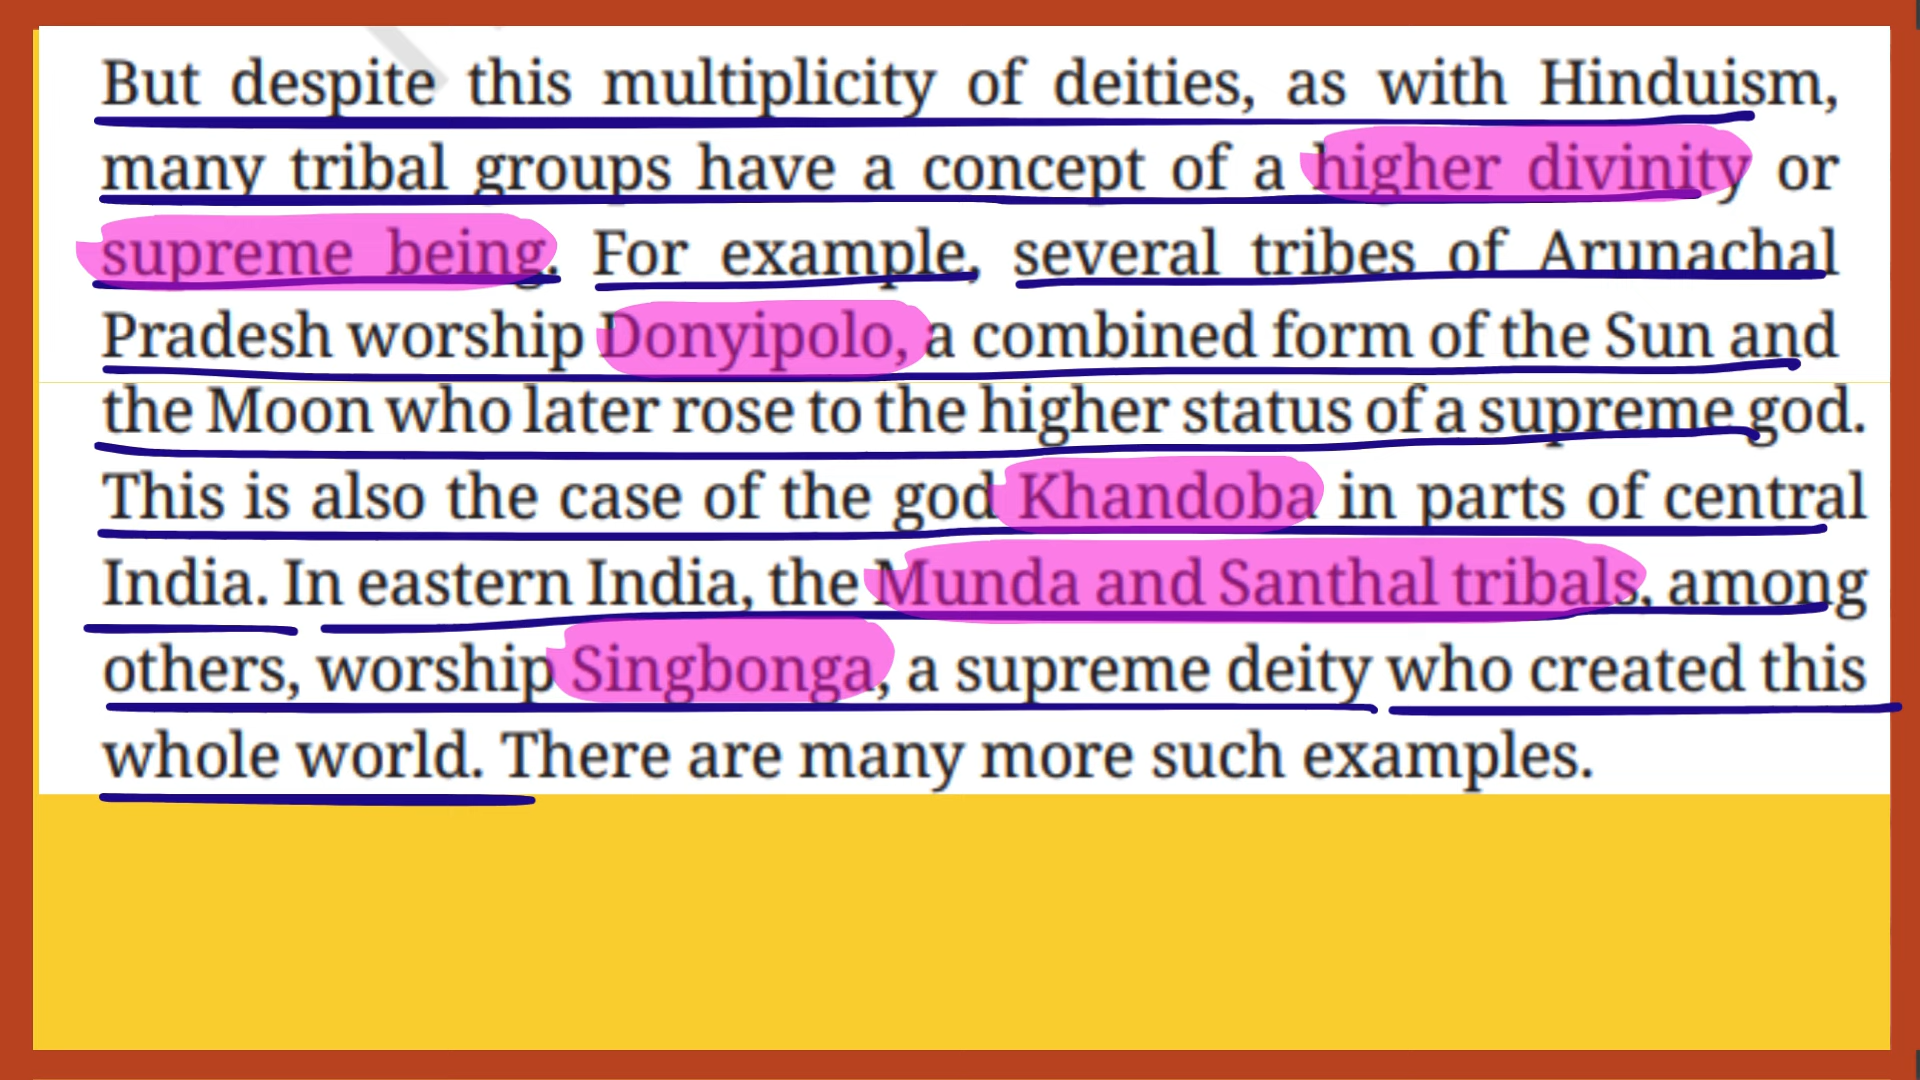 But despite this multiplicity of deities, as with Hinduism,
many tribal groups have a concept of a higher divinity or
supreme being. For example, several tribes of Arunachal
Pradesh worship Donyipolo, a combined form of the Sun and
the Moon who later rose to the higher status of a supreme god.
This is also the case of the god Khandoba in parts of central
India. In eastern India, the Munda and Santhal tribals, among
others, worship Singbonga, a supreme deity who created this
whole world. There are many more such examples.